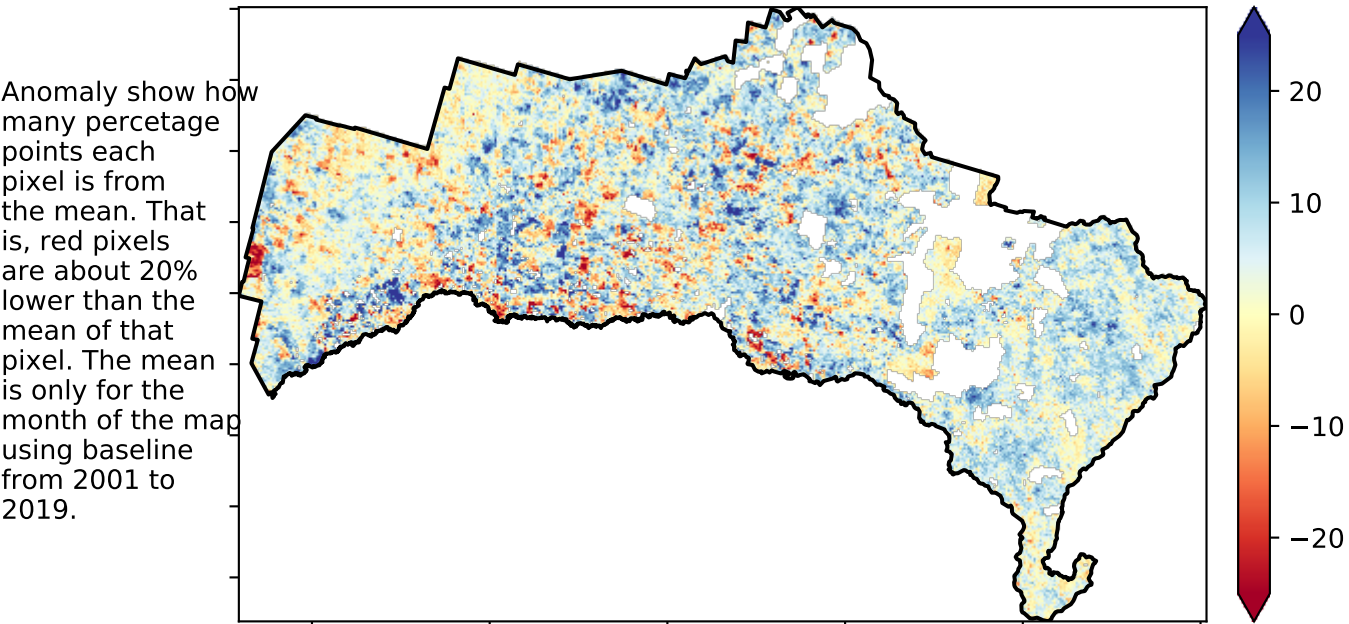 Anomaly show how
many percetage
points each
pixel is from
the mean. That
is, red pixels
are about 20%
lower than the
mean of that
pixel. The mean
is only for the
month of the map
using baseline
from 2001 to
2019.
20
10
0
−10
−20